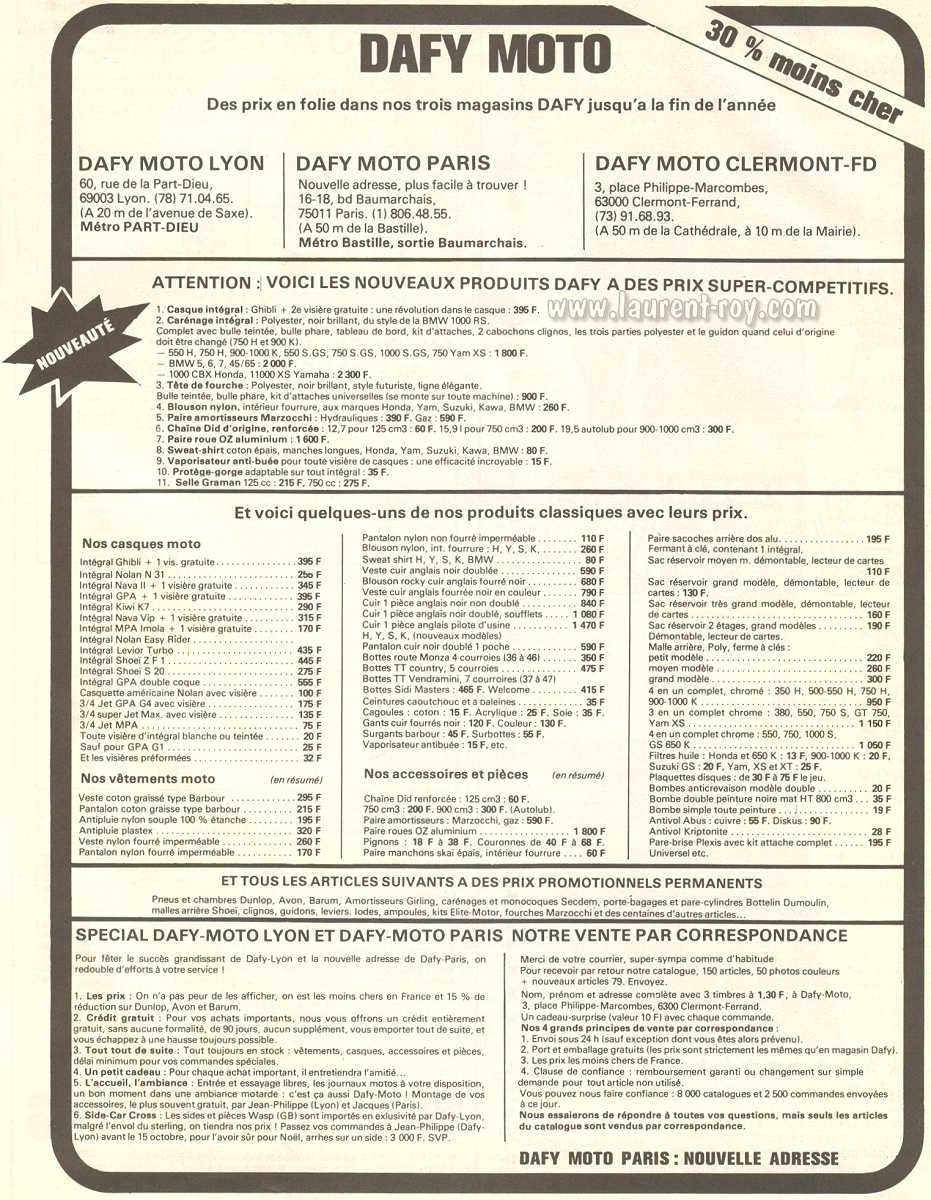 DAFY MOTO
30 % moins cher
Des prix en folie dans nos trois magasins DAFY jusqu'a la fin de l'année
DAFY MOTO LYON
60, rue de la Part-Dieu,
69003 Lyon. (78) 71.04.65.
(A 20 m de l'avenue de Saxe).
Métro PART-DIEU
DAFY MOTO PARIS
Nouvelle adresse, plus facile à trouver !
16-18, bd Baumarchais,
75011 Paris. (1) 806.48.55.
(A 50 m de la Bastille).
Métro Bastille, sortie Baumarchais.
DAFY MOTO CLERMONT-FD
3, place Philippe-Marcombes,
63000 Clermont-Ferrand,
(73) 91.68.93.
(A 50 m de la Cathédrale, à 10 m de la Mairie).
NOUVEAUTÉ
ATTENTION : VOICI LES NOUVEAUX PRODUITS DAFY A DES PRIX SUPER-COMPETITIFS.
www.laurent-roy.com
1. Casque intégral : Ghibli + 2e visière gratuite : une révolution dans le casque : 395 F.
2. Carénage intégral : Polyester, noir brillant, du style de la BMW 1000 RS.
Complet avec bulle teintée, bulle phare, tableau de bord, kit d'attaches, 2 cabochons clignos, les trois parties polyester et le guidon quand celui d'origine
doit être changé (750 H et 900 K).
— 550 H, 750 H, 900-1000 K, 550 S.GS, 750 S.GS, 1000 S.GS, 750 Yam XS : 1 800 F.
— BMW 5, 6, 7, 45/65 : 2 000 F.
— 1000 CBX Honda, 11000 XS Yamaha : 2 300 F.
3. Tête de fourche : Polyester, noir brillant, style futuriste, ligne élégante.
Bulle teintée, bulle phare, kit d'attaches universelles (se monte sur toute machine) : 900 F.
4. Blouson nylon, intérieur fourrure, aux marques Honda, Yam, Suzuki, Kawa, BMW : 260 F.
5. Paire amortisseurs Marzocchi : Hydrauliques : 390 F. Gaz : 590 F.
6. Chaîne Did d'origine, renforcée : 12,7 pour 125 cm3 : 60 F. 15,9 l pour 750 cm3 : 200 F. 19,5 autolub pour 900-1000 cm3 : 300 F.
7. Paire roue OZ aluminium : 1 600 F.
8. Sweat-shirt coton épais, manches longues, Honda, Yam, Suzuki, Kawa, BMW : 80 F.
9. Vaporisateur anti-buée pour toute visière de casques : une efficacité incroyable : 15 F.
10. Protège-gorge adaptable sur tout intégral : 35 F.
11. Selle Graman 125 cc : 215 F. 750 cc : 275 F.
Et voici quelques-uns de nos produits classiques avec leurs prix.
Nos casques moto
Intégral Ghibli + 1 vis. gratuite 395 F
Intégral Nolan N 31 255 F
Intégral Nava II + 1 visière gratuite 345 F
Intégral GPA + 1 visière gratuite 395 F
Intégral Kiwi K7 290 F
Intégral Nava Vip + 1 visière gratuite 315 F
Intégral MPA Imola + 1 visière gratuite 170 F
Intégral Nolan Easy Rider
Intégral Levior Turbo 435 F
Intégral Shoeï Z F 1 445 F
Intégral Shoeï S 20 275 F
Intégral GPA double coque 555 F
Casquette américaine Nolan avec visière 100 F
3/4 Jet GPA G4 avec visière 175 F
3/4 super Jet Max. avec visière 135 F
3/4 Jet MPA 75 F
Toute visière d'intégral blanche ou teintée 20 F
Sauf pour GPA G1 25 F
Et les visières préformées 32 F
Nos vêtements moto (en résumé)
Veste coton graissé type Barbour 295 F
Pantalon coton graisse type barbour 215 F
Antipluie nylon souple 100 % étanche 195 F
Antipluie plastex 320 F
Veste nylon fourré imperméable 260 F
Pantalon nylon fourré imperméable 170 F
Pantalon nylon non fourré imperméable 110 F
Blouson nylon, int. fourrure : H, Y, S, K, 260 F
Sweat shirt H, Y, S, K, BMW 80 F
Veste cuir anglais noir doublée 590 F
Blouson rocky cuir anglais fourré noir 680 F
Veste cuir anglais fourrée noir en couleur 790 F
Cuir 1 pièce anglais noir non doublé 840 F
Cuir 1 pièce anglais noir doublé, soufflets 1 080 F
Cuir 1 pièce anglais pilote d'usine 1 470 F
H, Y, S, K, (nouveaux modèles)
Pantalon cuir noir doublé 1 poche 590 F
Bottes route Monza 4 courroies (36 à 46) 350 F
Bottes TT country, 5 courroies 475 F
Bottes TT Vendramini, 7 courroires (37 à 47)
Bottes Sidi Masters : 465 F. Welcome 415 F
Ceintures caoutchouc et a baleines 35 F
Cagoules : coton : 15 F. Acrylique : 25 F. Soie : 35 F.
Gants cuir fourrés noir : 120 F. Couleur : 130 F.
Surgants barbour : 45 F. Surbottes : 55 F.
Vaporisateur antibuée : 15 F, etc.
Nos accessoires et pièces (en résumé)
Chaîne Did renforcée : 125 cm3 : 60 F.
750 cm3 : 200 F. 900 cm3 : 300 F. (Autolub).
Paire amortisseurs : Marzocchi, gaz : 590 F.
Paire roues OZ aluminium 1 800 F
Pignons : 18 F à 38 F. Couronnes de 40 F à 68 F.
Paire manchons skaï épais, intérieur fourrure 60 F
Paire sacoches arrière dos alu. 195 F
Fermant à clé, contenant 1 intégral,
Sac réservoir moyen m. démontable, lecteur de cartes
110 F
Sac réservoir grand modèle, démontable, lecteur de
cartes : 130 F.
Sac réservoir très grand modèle, démontable, lecteur
de cartes 160 F
Sac réservoir 2 étages, grand modèles 190 F
Démontable, lecteur de cartes.
Malle arrière, Poly, ferme à clés :
petit modèle 220 F
moyen modèle 260 F
grand modèle 300 F
4 en un complet, chromé : 350 H, 500-550 H, 750 H,
900-1000 K 950 F
3 en un complet chrome : 380, 550, 750 S, GT 750,
Yam XS 1 150 F
4 en un complet chrome : 550, 750, 1000 S,
GS 650 K 1 050 F
Filtres huile : Honda et 650 K : 13 F, 900-1000 K : 20 F.
Suzuki GS : 20 F, Yam, XS et XT : 25 F.
Plaquettes disques : de 30 F à 75 F le jeu.
Bombes anticrevaison modèle double 20 F
Bombe double peinture noire mat HT 800 cm3 35 F
Bombe simple toute peinture 19 F
Antivol Abus : cuivre : 55 F. Diskus : 90 F.
Antivol Kriptonite 28 F
Pare-brise Plexis avec kit attache complet 195 F
Universel etc.
ET TOUS LES ARTICLES SUIVANTS A DES PRIX PROMOTIONNELS PERMANENTS
Pneus et chambres Dunlop, Avon, Barum, Amortisseurs Girling, carénages et monocoques Secdem, porte-bagages et pare-cylindres Bottelin Dumoulin,
malles arrière Shoeï, clignos, guidons, leviers. Iodes, ampoules, kits Elite-Motor, fourches Marzocchi et des centaines d'autres articles...
SPECIAL DAFY-MOTO LYON ET DAFY-MOTO PARIS
Pour fêter le succès grandissant de Dafy-Lyon et la nouvelle adresse de Dafy-Paris, on
redouble d'efforts à votre service !
1. Les prix : On n'a pas peur de les afficher, on est les moins chers en France et 15 % de
réduction sur Dunlop, Avon et Barum.
2. Crédit gratuit : Pour vos achats importants, nous vous offrons un crédit entièrement
gratuit, sans aucune formalité, de 90 jours, aucun supplément, vous emportez tout de suite, et
vous échappez à une hausse toujours possible.
3. Tout tout de suite : Tout toujours en stock : vêtements, casques, accessoires et pièces,
délai minimum pour vos commandes spéciales.
4. Un petit cadeau : Pour chaque achat important, il entretiendra l'amitié...
5. L'accueil, l'ambiance : Entrée et essayage libres, les journaux motos à votre disposition,
un bon moment dans une ambiance motarde : c'est ça aussi Dafy-Moto ! Montage de vos
accessoires, le plus souvent gratuit, par Jean-Philippe (Lyon) et Jacques (Paris).
6. Side-Car Cross : Les sides et pièces Wasp (GB) sont importés en exclusivité par Dafy-Lyon,
malgré l'envol du sterling, on tiendra nos prix ! Passez vos commandes à Jean-Philippe (Dafy-
Lyon) avant le 15 octobre, pour l'avoir sûr pour Noël, arrhes sur un side : 3 000 F. SVP.
NOTRE VENTE PAR CORRESPONDANCE
Merci de votre courrier, super-sympa comme d'habitude
Pour recevoir par retour notre catalogue, 150 articles, 50 photos couleurs
+ nouveaux articles 79. Envoyez.
Nom, prénom et adresse complète avec 3 timbres à 1,30 F, à Dafy-Moto,
3, place Philippe-Marcombes, 6300 Clermont-Ferrand.
Un cadeau-surprise (valeur 10 F) avec chaque commande.
Nos 4 grands principes de vente par correspondance :
1. Envoi sous 24 h (sauf exception dont vous êtes alors prévenu).
2. Port et emballage gratuits (les prix sont strictement les mêmes qu'en magasin Dafy).
3. Les prix les moins chers de France.
4. Clause de confiance : remboursement garanti ou changement sur simple
demande pour tout article non utilisé.
Vous pouvez nous faire confiance : 8 000 catalogues et 2 500 commandes envoyées
à ce jour.
Nous essaierons de répondre à toutes vos questions, mais seuls les articles
du catalogue sont vendus par correspondance.
DAFY MOTO PARIS : NOUVELLE ADRESSE